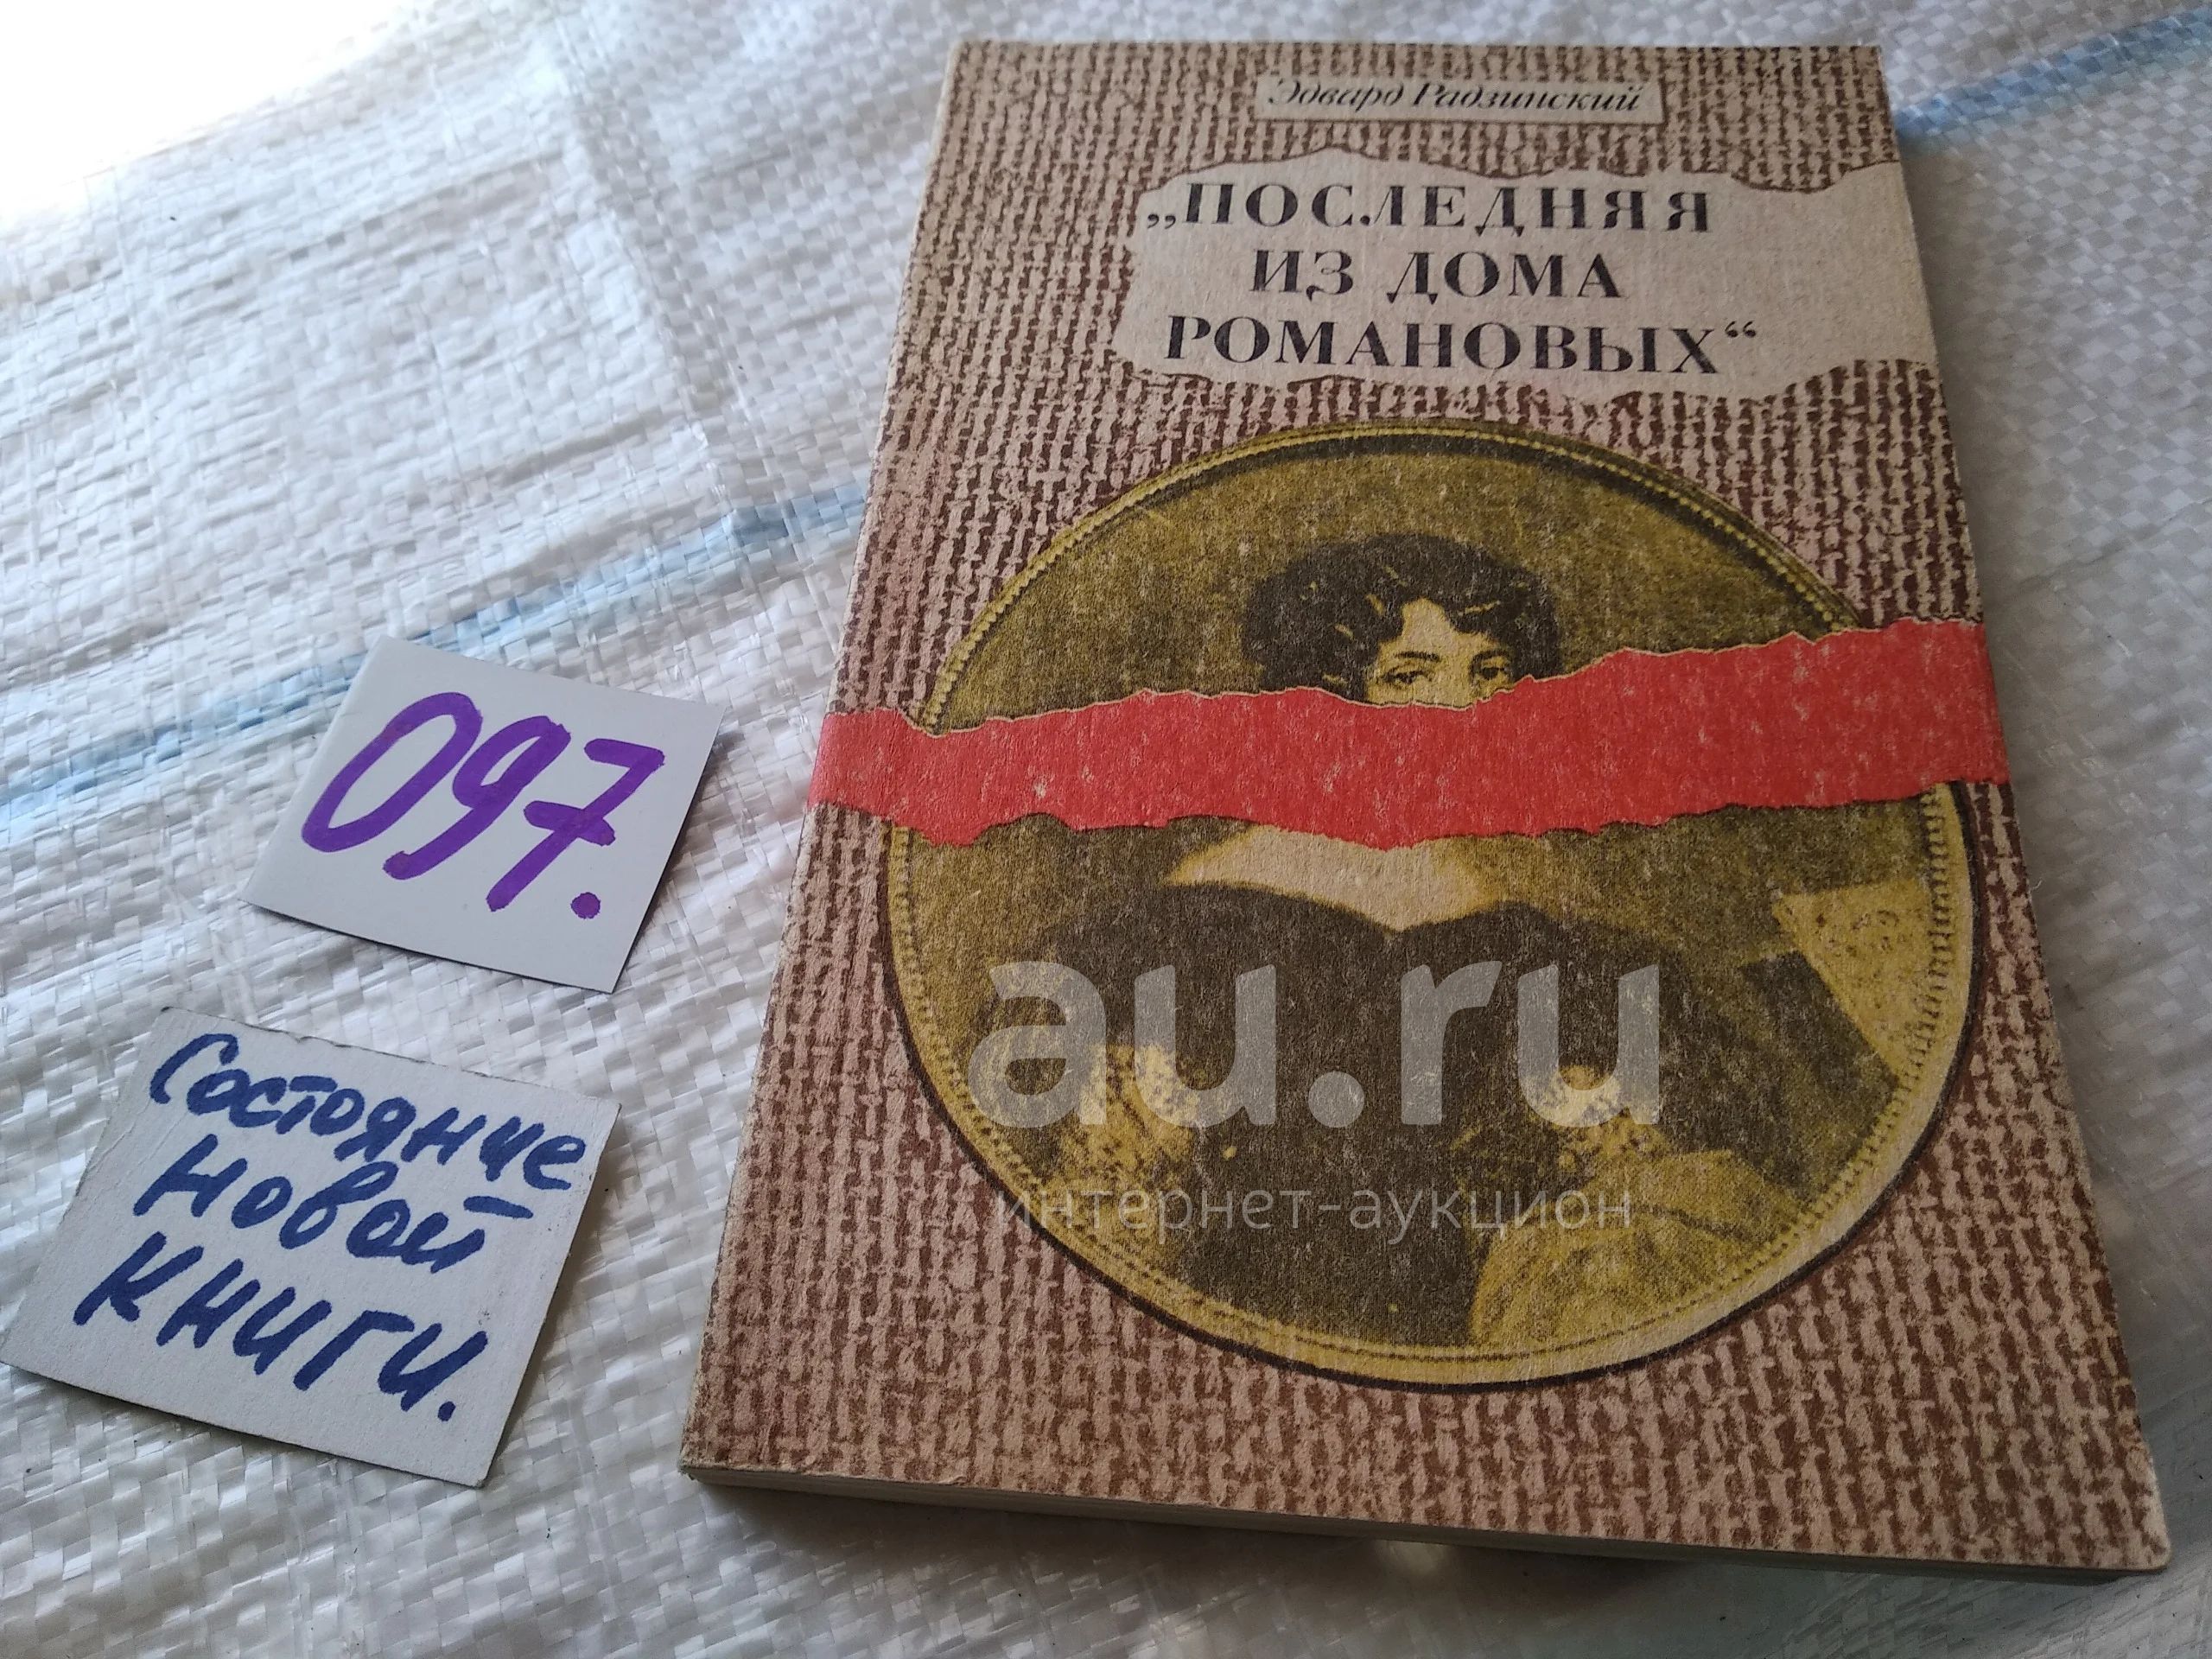 Эдвард Радзинский
„ПОСЛЕДНЯЯ
ИЗ ДОМА
РОМАНОВЫХ“
097.
Состояние
новой
книги.
au.ru
интернет-аукцион